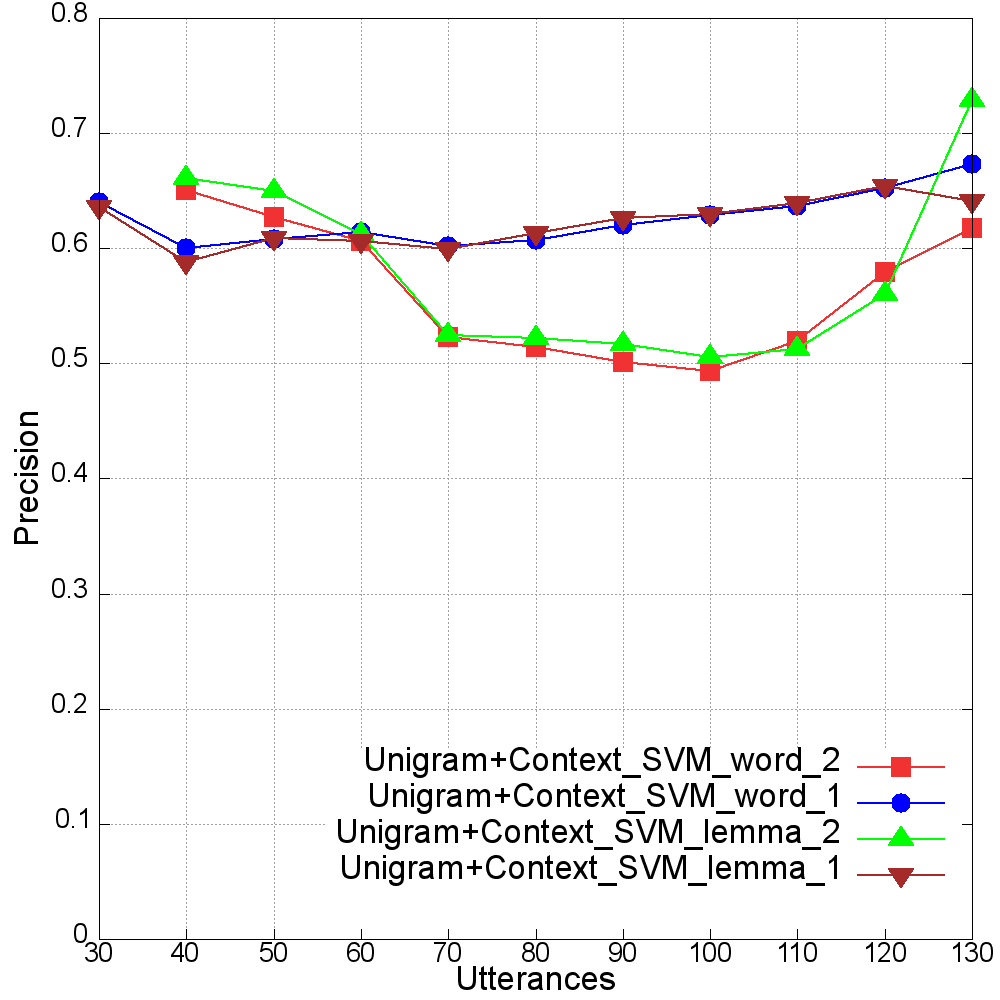 0.8
0.7
0.6
0.5
0.4
0.3
0.2
0.1
0
Precision
Unigram+Context_SVM_word_2
Unigram+Context_SVM_word_1
Unigram+Context_SVM_lemma_2
Unigram+Context_SVM_lemma_1
30 40 50 60 70 80 90 100 110 120 130
Utterances